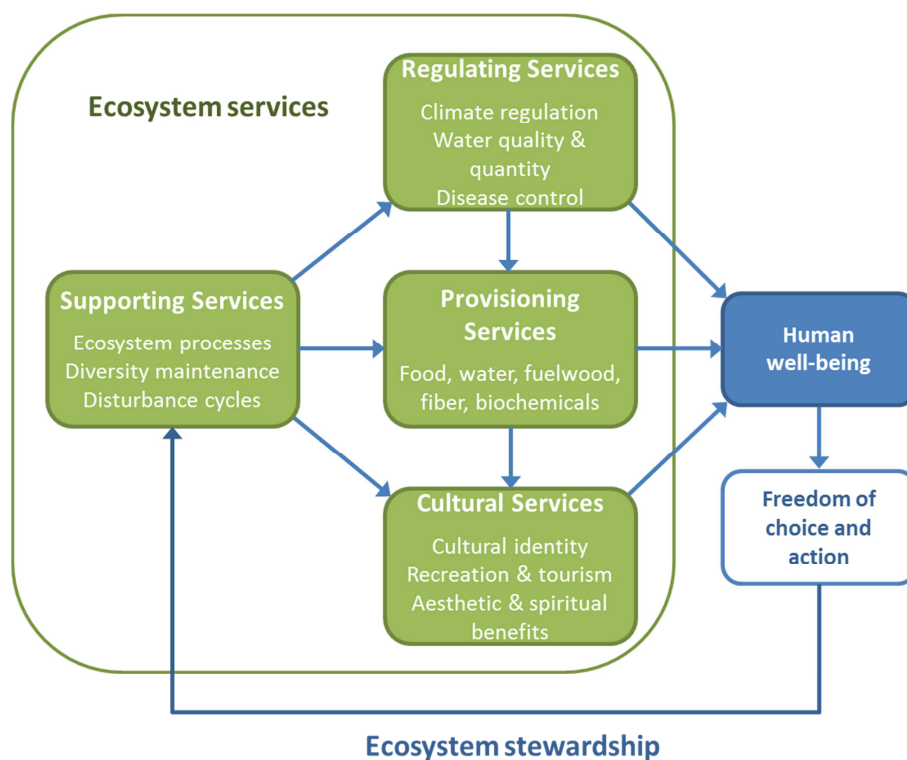 Ecosystem services
Regulating Services
Climate regulation
Water quality &
quantity
Disease control
Supporting Services
Ecosystem processes
Diversity maintenance
Disturbance cycles
Provisioning
Services
Food, water, fuelwood,
fiber, biochemicals
Cultural Services
Cultural identity
Recreation & tourism
Aesthetic & spiritual
benefits
Human
well-being
Freedom of
choice and
action
Ecosystem stewardship